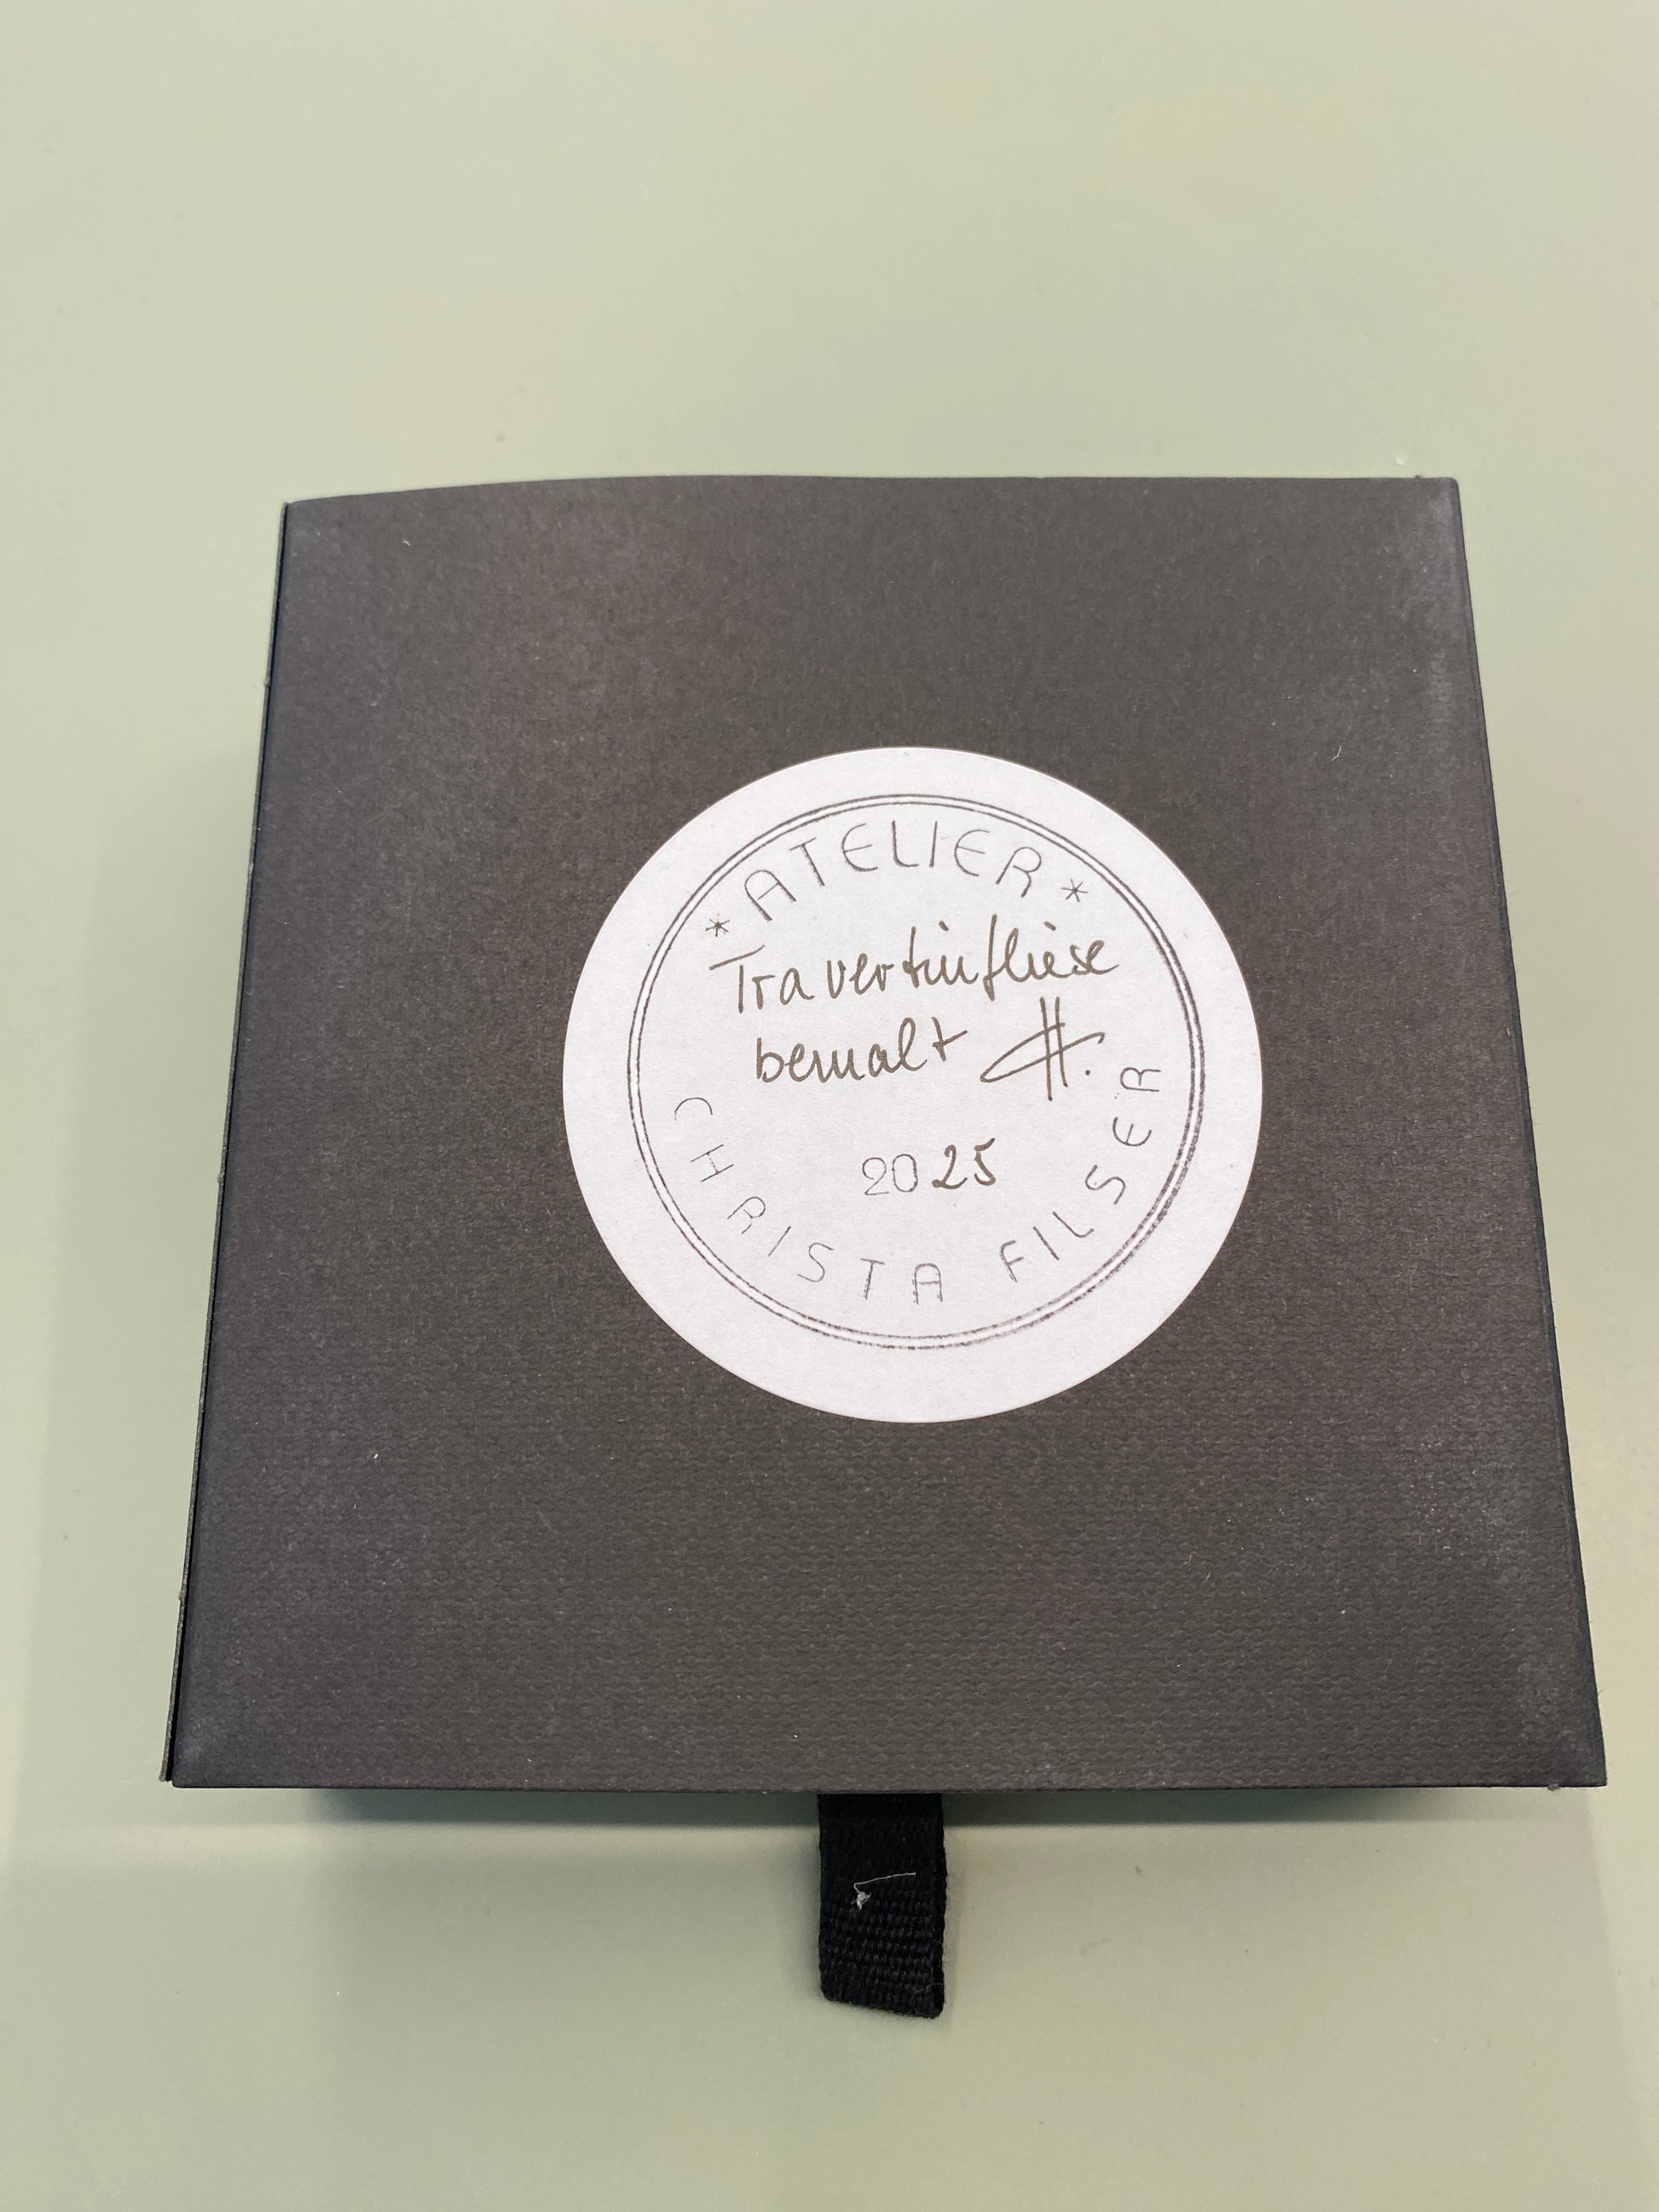 * ATELIER *
Travertinfliese
bemalt
2025
CHRISTA FILSER